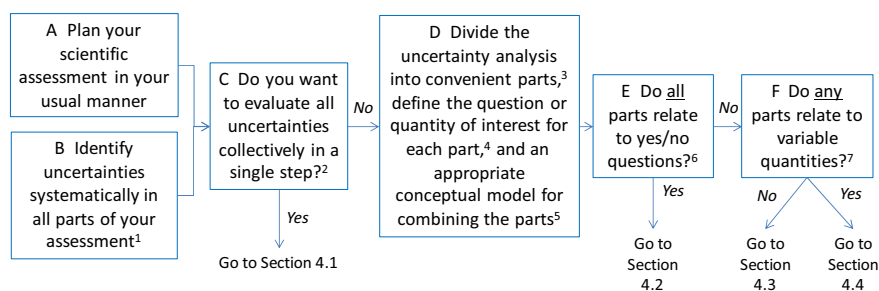 A Plan your
scientific
assessment in your
usual manner
B Identify
uncertainties
systematically in
all parts of your
assessment¹
C Do you want
to evaluate all
uncertainties
collectively in a
single step?²
No
Yes
Go to Section 4.1
D Divide the
uncertainty analysis
into convenient parts,³
define the question or
quantity of interest for
each part,⁴ and an
appropriate
conceptual model for
combining the parts⁵
E Do all
parts relate
to yes/no
questions?⁶
No
Yes
Go to
Section
4.2
F Do any
parts relate to
variable
quantities?⁷
No
Yes
Go to
Section
4.3
Go to
Section
4.4